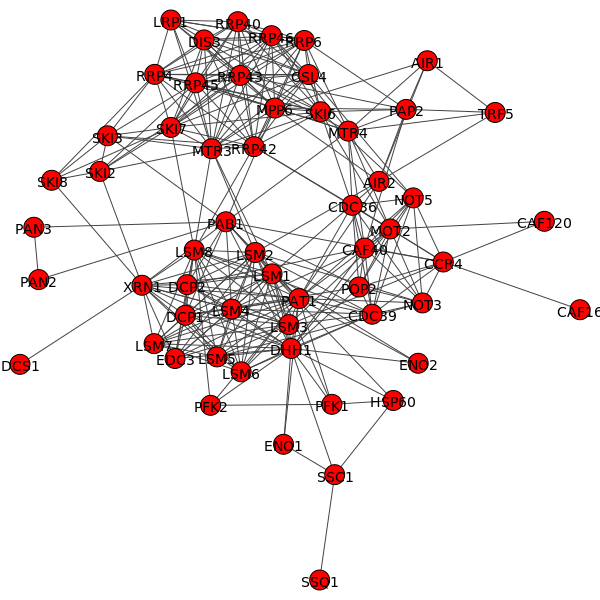 LRP1
RRP40
DIS3
RRP46
RRP6
AIR1
RRP4
RRP45
RRP43
CSL4
MPP6
SKI6
PAP2
TRF5
SKI7
MTR4
SKI3
MTR3
RRP42
SKI2
SKI8
AIR2
NOT5
CDC36
PAB1
CAF120
PAN3
MOT2
CAF40
LSM8
LSM2
CCR4
LSM1
PAN2
XRN1
DCP2
POP2
PAT1
NOT3
CAF16
LSM4
DCP1
CDC39
LSM3
LSM7
DHH1
EDC3
LSM5
DCS1
ENO2
LSM6
PFK2
PFK1
HSP60
ENO1
SSC1
SSQ1